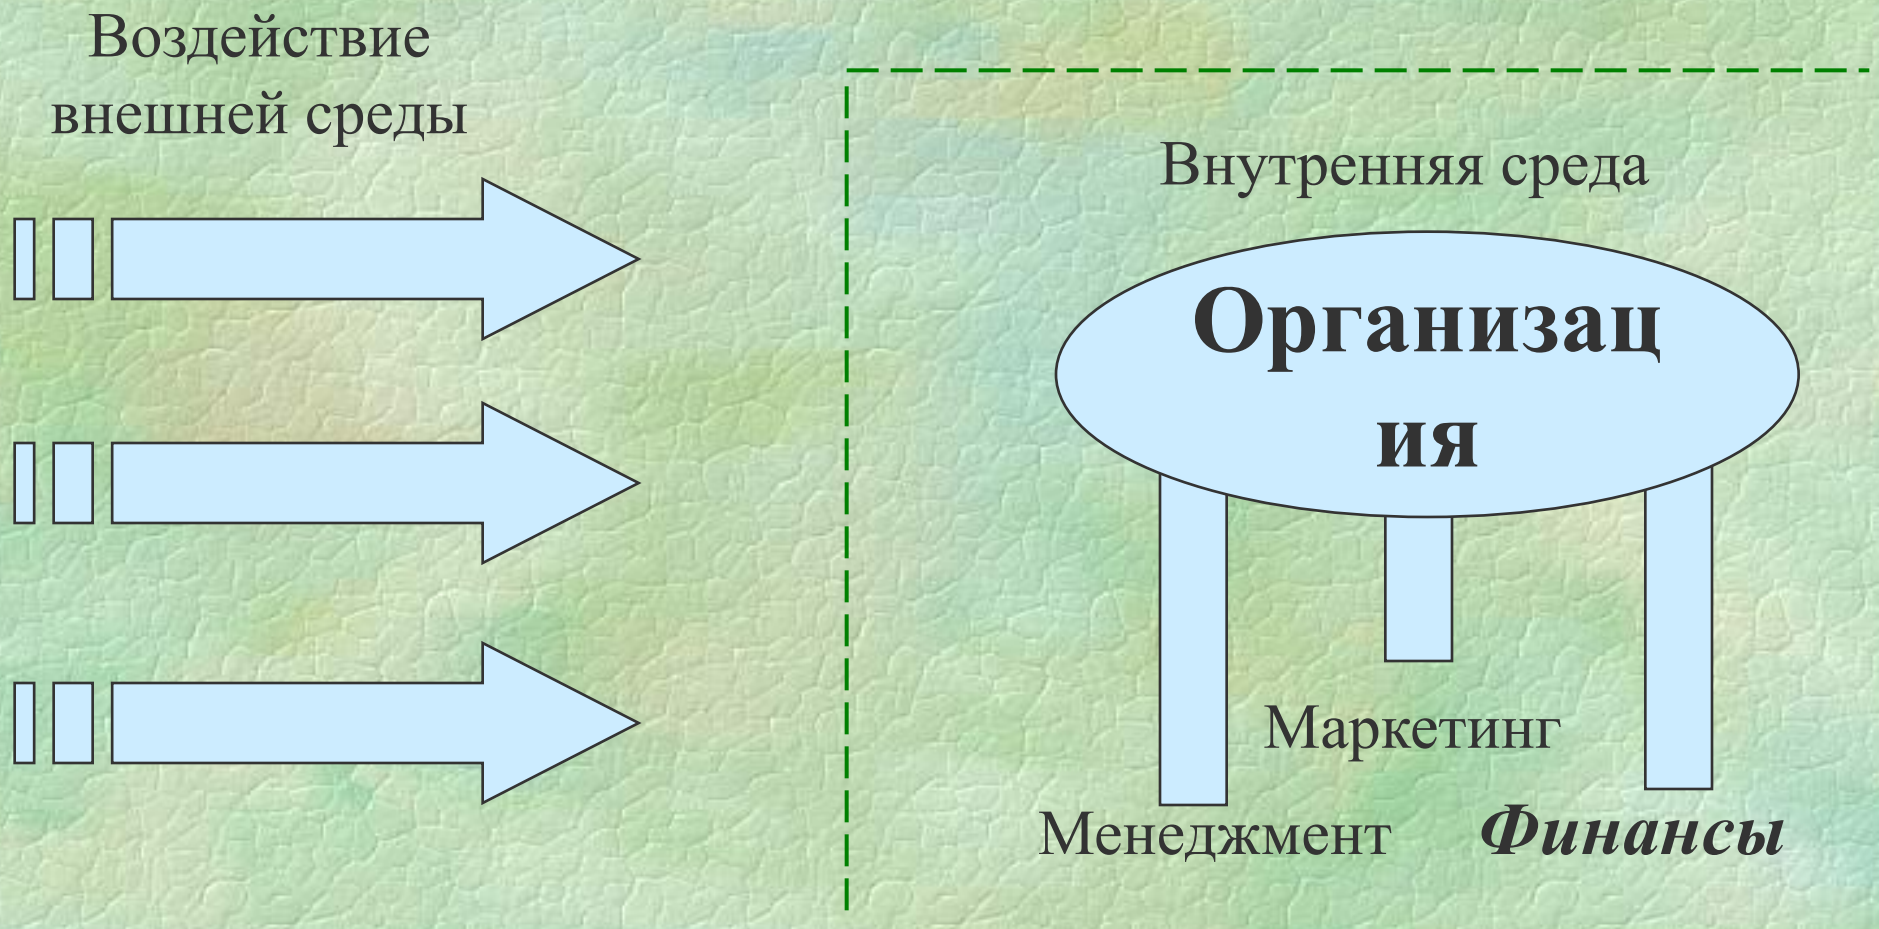 Воздействие
внешней среды
Внутренняя среда
Организац
ия
Маркетинг
Менеджмент
Финансы